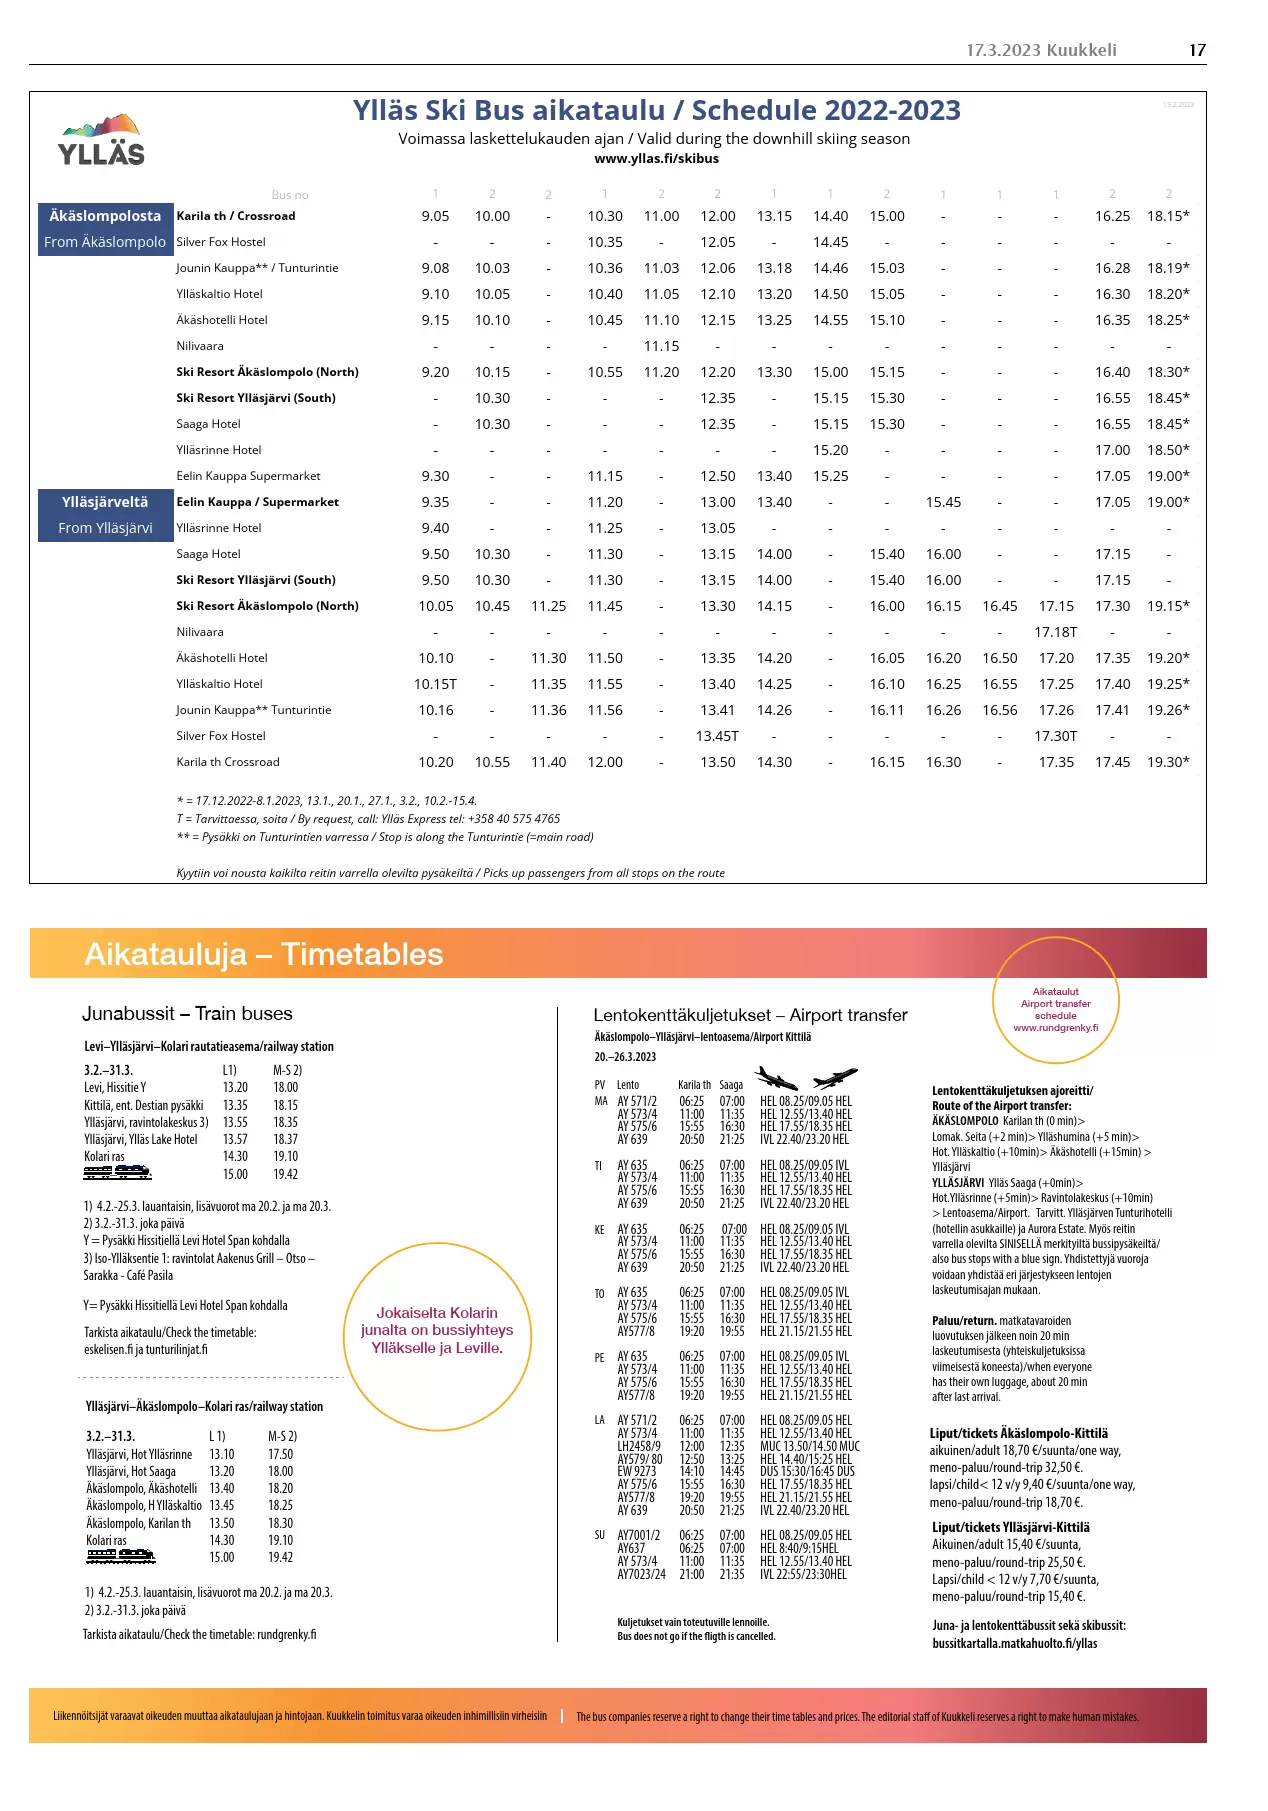 17.3.2023 Kuukkeli 17
Ylläs Ski Bus aikataulu / Schedule 2022-2023
13.2.2023
Voimassa laskettelukauden ajan / Valid during the downhill skiing season
www.yllas.fi/skibus
YLLÄS
Bus no 1 2 2 1 2 2 1 1 2 1 1 1 2 2
Äkäslompolosta Karila th / Crossroad 9.05 10.00 - 10.30 11.00 12.00 13.15 14.40 15.00 - - - 16.25 18.15*
From Äkäslompolo Silver Fox Hostel - - - 10.35 - 12.05 - 14.45 - - - - - -
Jounin Kauppa** / Tunturintie 9.08 10.03 - 10.36 11.03 12.06 13.18 14.46 15.03 - - - 16.28 18.19*
Ylläskaltio Hotel 9.10 10.05 - 10.40 11.05 12.10 13.20 14.50 15.05 - - - 16.30 18.20*
Äkäshotelli Hotel 9.15 10.10 - 10.45 11.10 12.15 13.25 14.55 15.10 - - - 16.35 18.25*
Nilivaara - - - - 11.15 - - - - - - - - -
Ski Resort Äkäslompolo (North) 9.20 10.15 - 10.55 11.20 12.20 13.30 15.00 15.15 - - - 16.40 18.30*
Ski Resort Ylläsjärvi (South) - 10.30 - - - 12.35 - 15.15 15.30 - - - 16.55 18.45*
Saaga Hotel - 10.30 - - - 12.35 - 15.15 15.30 - - - 16.55 18.45*
Ylläsrinne Hotel - - - - - - - 15.20 - - - - 17.00 18.50*
Eelin Kauppa Supermarket 9.30 - - 11.15 - 12.50 13.40 15.25 - - - - 17.05 19.00*
Ylläsjärveltä Eelin Kauppa / Supermarket 9.35 - - 11.20 - 13.00 13.40 - - 15.45 - - 17.05 19.00*
From Ylläsjärvi Ylläsrinne Hotel 9.40 - - 11.25 - 13.05 - - - - - - - -
Saaga Hotel 9.50 10.30 - 11.30 - 13.15 14.00 - 15.40 16.00 - - 17.15 -
Ski Resort Ylläsjärvi (South) 9.50 10.30 - 11.30 - 13.15 14.00 - 15.40 16.00 - - 17.15 -
Ski Resort Äkäslompolo (North) 10.05 10.45 11.25 11.45 - 13.30 14.15 - 16.00 16.15 16.45 17.15 17.30 19.15*
Nilivaara - - - - - - - - - - - 17.18T - -
Äkäshotelli Hotel 10.10 - 11.30 11.50 - 13.35 14.20 - 16.05 16.20 16.50 17.20 17.35 19.20*
Ylläskaltio Hotel 10.15T - 11.35 11.55 - 13.40 14.25 - 16.10 16.25 16.55 17.25 17.40 19.25*
Jounin Kauppa** Tunturintie 10.16 - 11.36 11.56 - 13.41 14.26 - 16.11 16.26 16.56 17.26 17.41 19.26*
Silver Fox Hostel - - - - - 13.45T - - - - - 17.30T - -
Karila th Crossroad 10.20 10.55 11.40 12.00 - 13.50 14.30 - 16.15 16.30 - 17.35 17.45 19.30*
* = 17.12.2022-8.1.2023, 13.1., 20.1., 27.1., 3.2., 10.2.-15.4.
T = Tarvittaessa, soita / By request, call: Ylläs Express tel: +358 40 575 4765
** = Pysäkki on Tunturintien varressa / Stop is along the Tunturintie (=main road)
Kyytiin voi nousta kaikilta reitin varrella olevilta pysäkeiltä / Picks up passengers from all stops on the route
Aikatauluja – Timetables
Junabussit – Train buses
Levi–Ylläsjärvi–Kolari rautatieasema/railway station
3.2.–31.3. L1) M-S 2)
Levi, Hissitie Y 13.20 18.00
Kittilä, ent. Destian pysäkki 13.35 18.15
Ylläsjärvi, ravintolakeskus 3) 13.55 18.35
Ylläsjärvi, Ylläs Lake Hotel 13.57 18.37
Kolari ras 14.30 19.10
15.00 19.42
1) 4.2.-25.3. lauantaisin, lisävuorot ma 20.2. ja ma 20.3.
2) 3.2.-31.3. joka päivä
Y = Pysäkki Hissitiellä Levi Hotel Span kohdalla
3) Iso-Ylläksentie 1: ravintolat Aakenus Grill – Otso –
Sarakka - Café Pasila
Y= Pysäkki Hissitiellä Levi Hotel Span kohdalla
Tarkista aikataulu/Check the timetable:
eskelisen.fi ja tunturilinjat.fi
Jokaiselta Kolarin
junalta on bussiyhteys
Ylläkselle ja Leville.
Ylläsjärvi–Äkäslompolo–Kolari ras/railway station
3.2.–31.3. L 1) M-S 2)
Ylläsjärvi, Hot Ylläsrinne 13.10 17.50
Ylläsjärvi, Hot Saaga 13.20 18.00
Äkäslompolo, Äkäshotelli 13.40 18.20
Äkäslompolo, H Ylläskaltio 13.45 18.25
Äkäslompolo, Karilan th 13.50 18.30
Kolari ras 14.30 19.10
15.00 19.42
1) 4.2.-25.3. lauantaisin, lisävuorot ma 20.2. ja ma 20.3.
2) 3.2.-31.3. joka päivä
Tarkista aikataulu/Check the timetable: rundgrenky.fi
Lentokenttäkuljetukset – Airport transfer
Äkäslompolo–Ylläsjärvi–lentoasema/Airport Kittilä
20.–26.3.2023
PV Lento Karila th Saaga
MA AY 571/2 06:25 07:00 HEL 08.25/09.05 HEL
AY 573/4 11:00 11:35 HEL 12.55/13.40 HEL
AY 575/6 15:55 16:30 HEL 17.55/18.35 HEL
AY 639 20:50 21:25 IVL 22.40/23.20 HEL
TI AY 635 06:25 07:00 HEL 08.25/09.05 IVL
AY 573/4 11:00 11:35 HEL 12.55/13.40 HEL
AY 575/6 15:55 16:30 HEL 17.55/18.35 HEL
AY 639 20:50 21:25 IVL 22.40/23.20 HEL
KE AY 635 06:25 07:00 HEL 08.25/09.05 IVL
AY 573/4 11:00 11:35 HEL 12.55/13.40 HEL
AY 575/6 15:55 16:30 HEL 17.55/18.35 HEL
AY 639 20:50 21:25 IVL 22.40/23.20 HEL
TO AY 635 06:25 07:00 HEL 08.25/09.05 IVL
AY 573/4 11:00 11:35 HEL 12.55/13.40 HEL
AY 575/6 15:55 16:30 HEL 17.55/18.35 HEL
AY577/8 19:20 19:55 HEL 21.15/21.55 HEL
PE AY 635 06:25 07:00 HEL 08.25/09.05 IVL
AY 573/4 11:00 11:35 HEL 12.55/13.40 HEL
AY 575/6 15:55 16:30 HEL 17.55/18.35 HEL
AY577/8 19:20 19:55 HEL 21.15/21.55 HEL
LA AY 571/2 06:25 07:00 HEL 08.25/09.05 HEL
AY 573/4 11:00 11:35 HEL 12.55/13.40 HEL
LH2458/9 12:00 12:35 MUC 13.50/14.50 MUC
AY579/ 80 12:50 13:25 HEL 14.40/15:25 HEL
EW 9273 14:10 14:45 DUS 15:30/16:45 DUS
AY 575/6 15:55 16:30 HEL 17.55/18.35 HEL
AY577/8 19:20 19:55 HEL 21.15/21.55 HEL
AY 639 20:50 21:25 IVL 22.40/23.20 HEL
SU AY7001/2 06:25 07:00 HEL 08.25/09.05 HEL
AY637 06:25 07:00 HEL 8:40/9:15HEL
AY 573/4 11:00 11:35 HEL 12.55/13.40 HEL
AY7023/24 21:00 21:35 IVL 22:55/23:30HEL
Kuljetukset vain toteutuville lennoille.
Bus does not go if the fligth is cancelled.
Aikataulut
Airport transfer
schedule
www.rundgrenky.fi
Lentokenttäkuljetuksen ajoreitti/
Route of the Airport transfer:
ÄKÄSLOMPOLO Karilan th (0 min)>
Lomak. Seita (+2 min)> Ylläshumina (+5 min)>
Hot. Ylläskaltio (+10min)> Äkäshotelli (+15min) >
Ylläsjärvi
YLLÄSJÄRVI Ylläs Saaga (+0min)>
Hot.Ylläsrinne (+5min)> Ravintolakeskus (+10min)
> Lentoasema/Airport. Tarvitt. Ylläsjärven Tunturihotelli
(hotellin asukkaille) ja Aurora Estate. Myös reitin
varrella olevilta SINISELLÄ merkityiltä bussipysäkeiltä/
also bus stops with a blue sign. Yhdistettyjä vuoroja
voidaan yhdistää eri järjestykseen lentojen
laskeutumisajan mukaan.
Paluu/return. matkatavaroiden
luovutuksen jälkeen noin 20 min
laskeutumisesta (yhteiskuljetuksissa
viimeisestä koneesta)/when everyone
has their own luggage, about 20 min
after last arrival.
Liput/tickets Äkäslompolo-Kittilä
aikuinen/adult 18,70 €/suunta/one way,
meno-paluu/round-trip 32,50 €.
lapsi/child< 12 v/y 9,40 €/suunta/one way,
meno-paluu/round-trip 18,70 €.
Liput/tickets Ylläsjärvi-Kittilä
Aikuinen/adult 15,40 €/suunta,
meno-paluu/round-trip 25,50 €.
Lapsi/child < 12 v/y 7,70 €/suunta,
meno-paluu/round-trip 15,40 €.
Juna- ja lentokenttäbussit sekä skibussit:
bussitkartalla.matkahuolto.fi/yllas
Liikennöitsijät varaavat oikeuden muuttaa aikataulujaan ja hintojaan. Kuukkelin toimitus varaa oikeuden inhimillisiin virheisiin | The bus companies reserve a right to change their time tables and prices. The editorial staff of Kuukkeli reserves a right to make human mistakes.